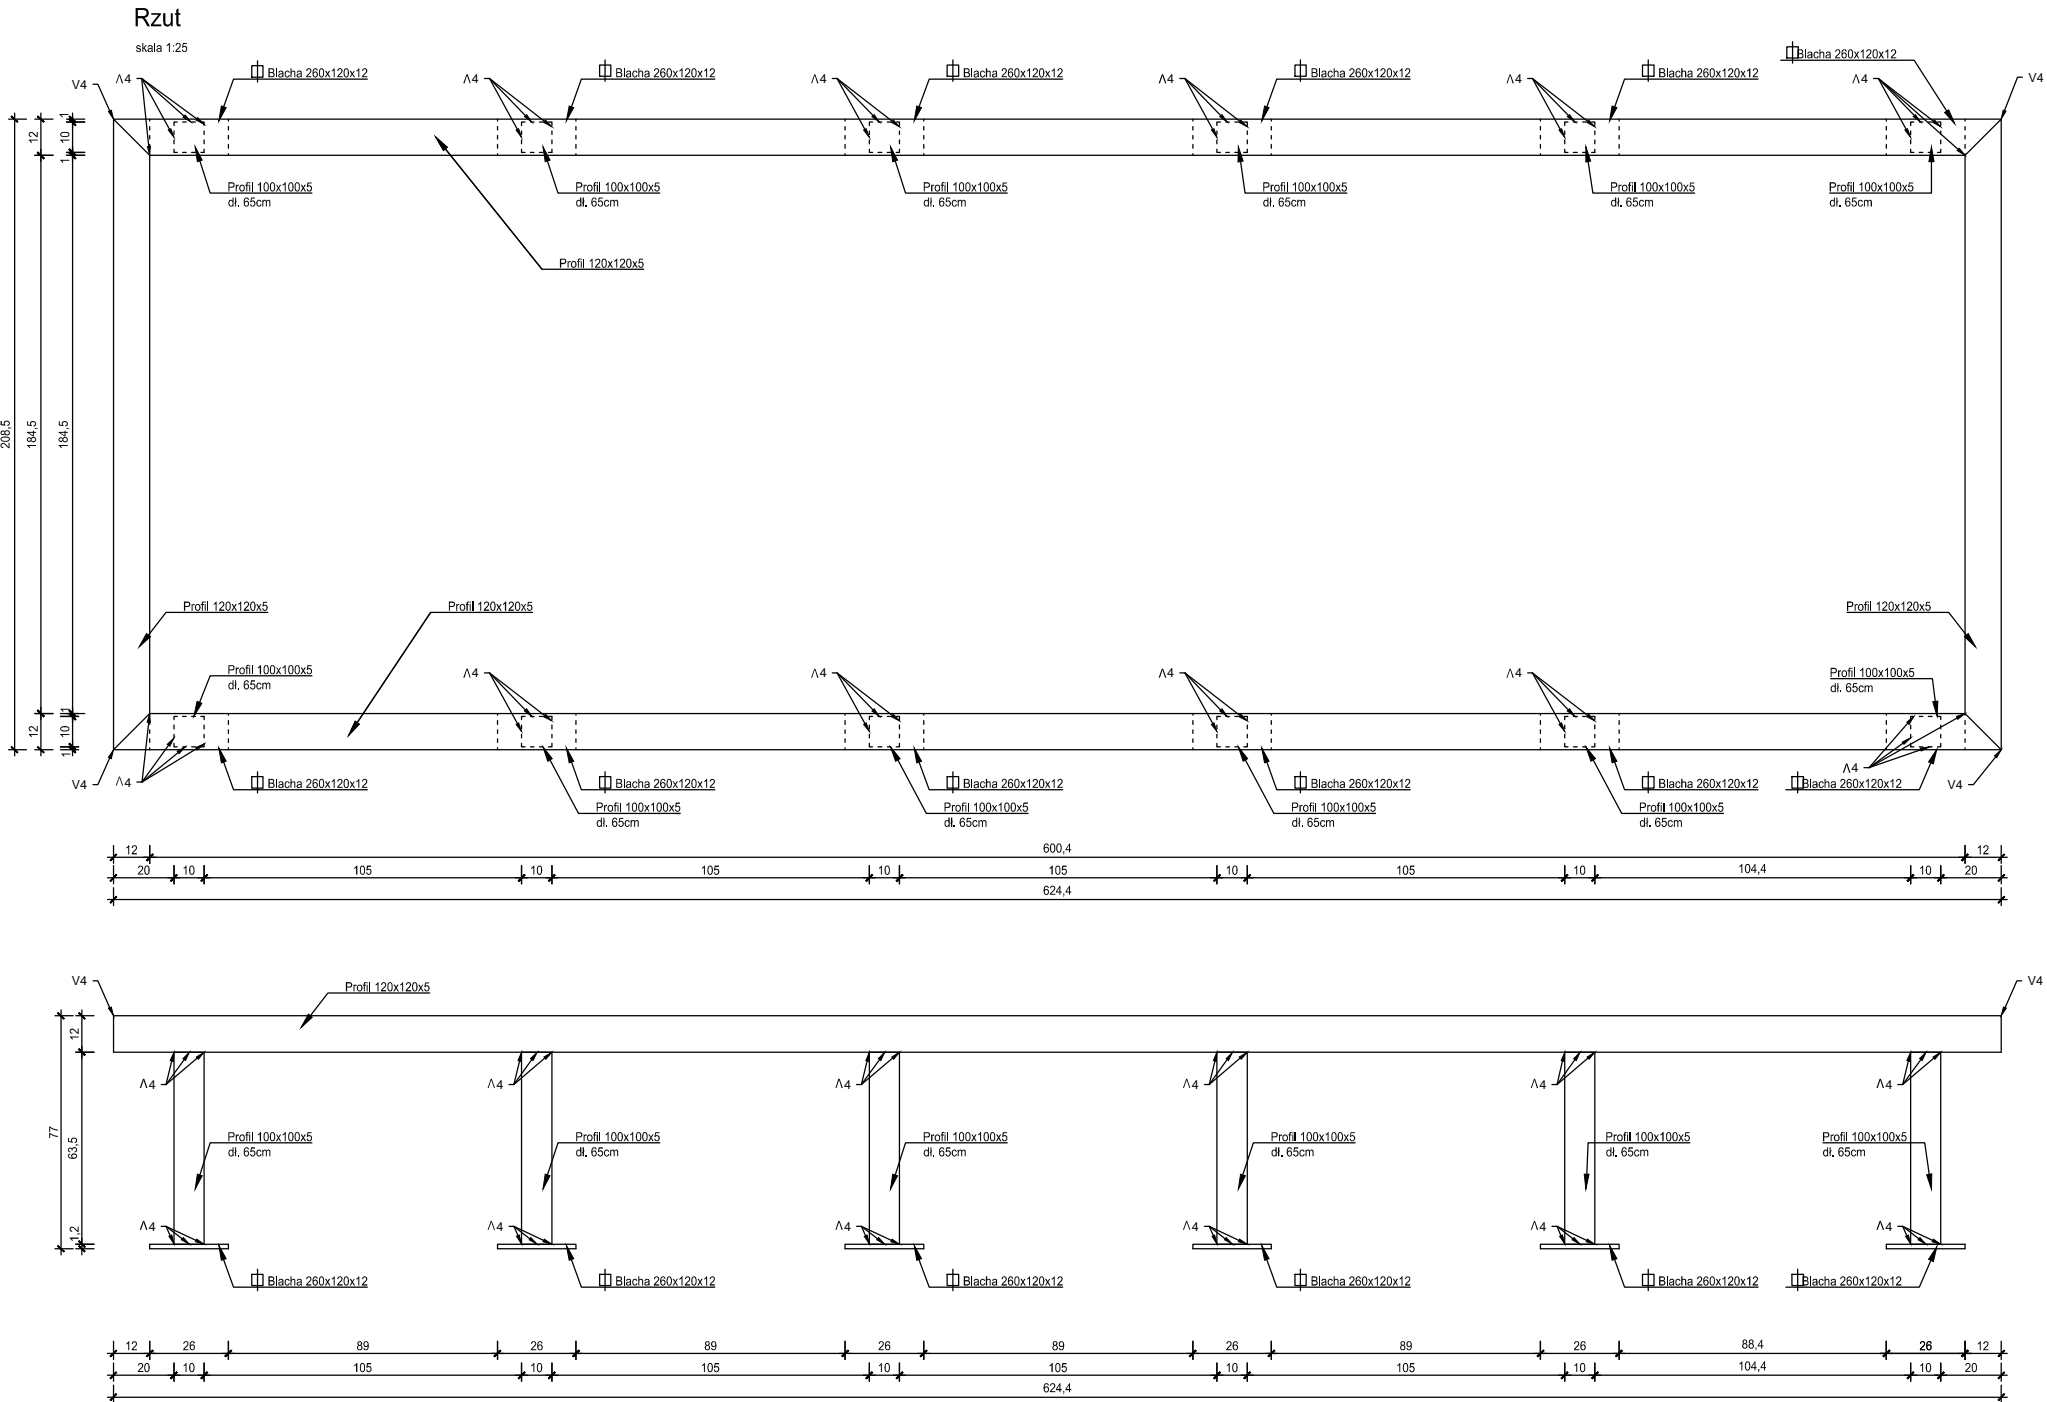 Rzut
skala 1:25
Blacha 260x120x12
Λ4 Blacha 260x120x12 Λ4 Blacha 260x120x12 Λ4 Blacha 260x120x12 Λ4 Blacha 260x120x12 Λ4 Blacha 260x120x12 Λ4
V4 V4
1
12 10
1
Profil 100x100x5 Profil 100x100x5 Profil 100x100x5 Profil 100x100x5 Profil 100x100x5 Profil 100x100x5
dł. 65cm dł. 65cm dł. 65cm dł. 65cm dł. 65cm dł. 65cm
Profil 120x120x5
208,5 184,5 184,5
Profil 120x120x5 Profil 120x120x5 Profil 120x120x5
Profil 100x100x5 Λ4 Λ4 Λ4 Λ4 Profil 100x100x5
dł. 65cm dł. 65cm
1
12 10
1
Λ4
V4 Λ4 Blacha 260x120x12 Blacha 260x120x12 Blacha 260x120x12 Blacha 260x120x12 Blacha 260x120x12 Blacha 260x120x12 V4
Profil 100x100x5 Profil 100x100x5 Profil 100x100x5 Profil 100x100x5
dł. 65cm dł. 65cm dł. 65cm dł. 65cm
12 600,4 12
20 10 105 10 105 10 105 10 105 10 104,4 10 20
624,4
V4 Profil 120x120x5 V4
12
Λ4 Λ4 Λ4 Λ4 Λ4 Λ4
77 63,5
Profil 100x100x5 Profil 100x100x5 Profil 100x100x5 Profil 100x100x5 Profil 100x100x5 Profil 100x100x5
dł. 65cm dł. 65cm dł. 65cm dł. 65cm dł. 65cm dł. 65cm
1,2
Λ4 Λ4 Λ4 Λ4 Λ4 Λ4
Blacha 260x120x12 Blacha 260x120x12 Blacha 260x120x12 Blacha 260x120x12 Blacha 260x120x12 Blacha 260x120x12
12 26 89 26 89 26 89 26 89 26 88,4 26 12
20 10 105 10 105 10 105 10 105 10 104,4 10 20
624,4